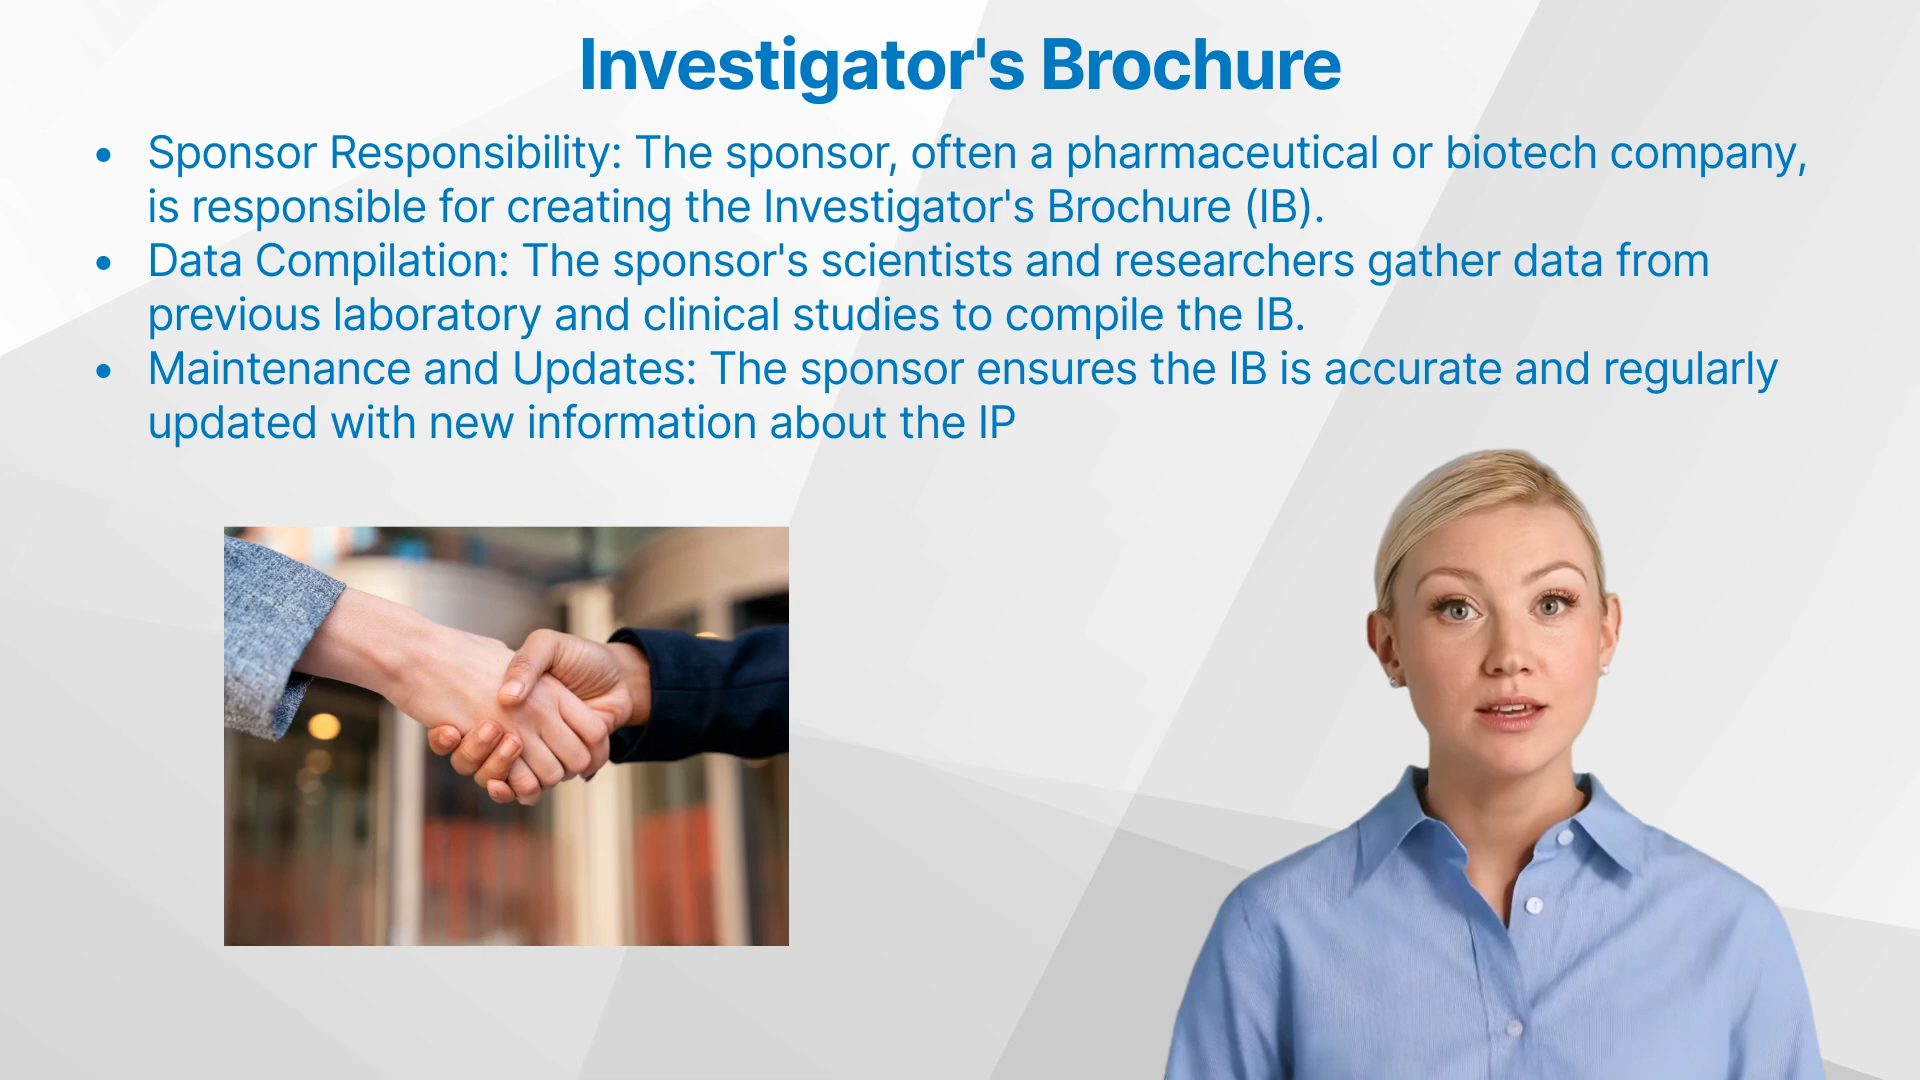 Investigator's Brochure
• Sponsor Responsibility: The sponsor, often a pharmaceutical or biotech company,
is responsible for creating the Investigator's Brochure (IB).
• Data Compilation: The sponsor's scientists and researchers gather data from
previous laboratory and clinical studies to compile the IB.
• Maintenance and Updates: The sponsor ensures the IB is accurate and regularly
updated with new information about the IP